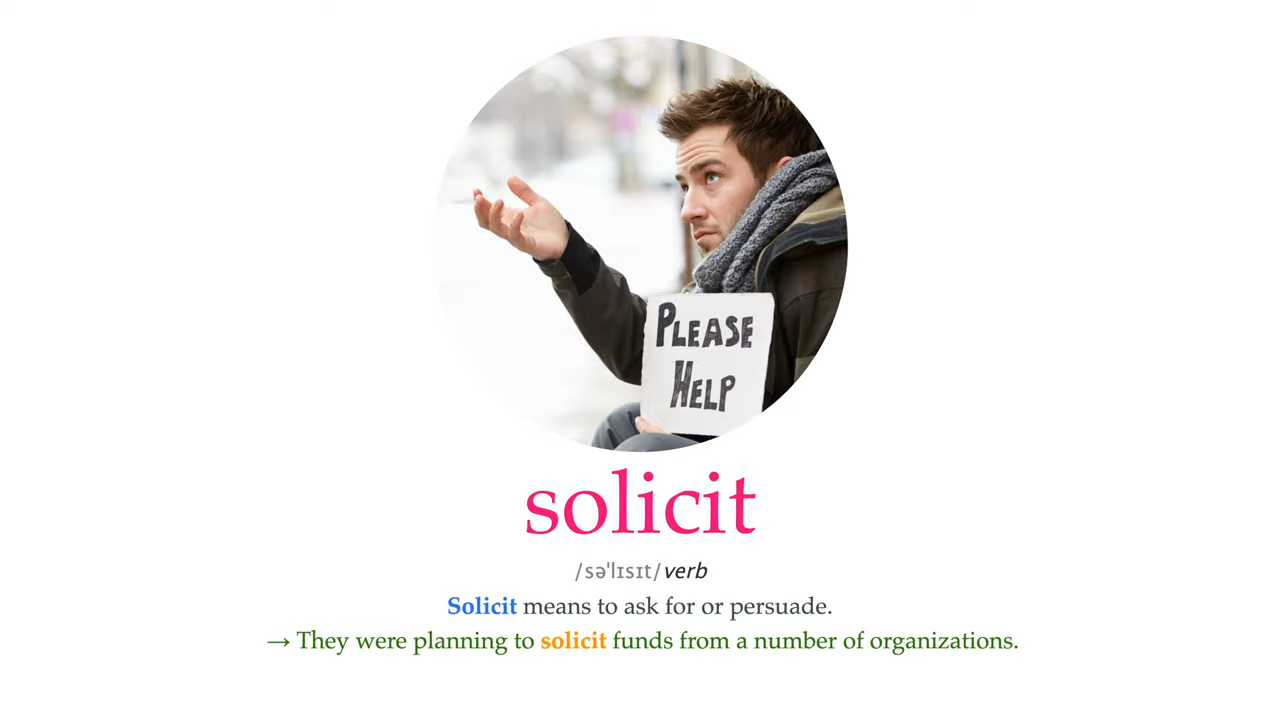 PLEASE
HELP
solicit
/səˈlɪsɪt/ verb
Solicit means to ask for or persuade.
→ They were planning to solicit funds from a number of organizations.